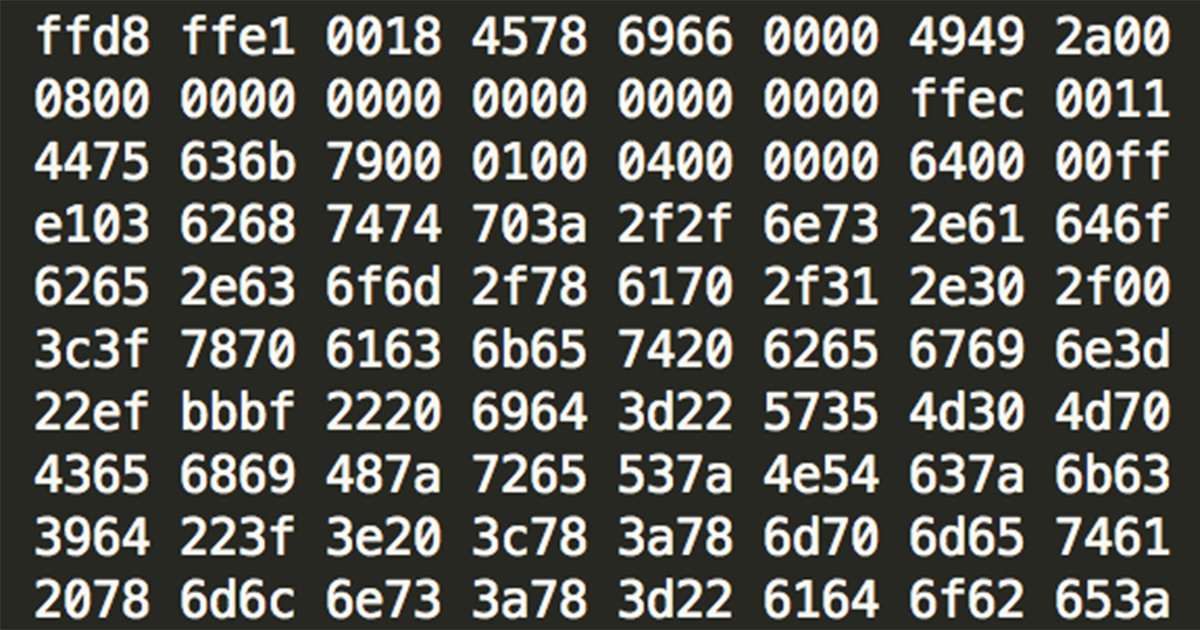 ffd8 ffe1 0018 4578 6966 0000 4949 2a00
0800 0000 0000 0000 0000 0000 ffec 0011
4475 636b 7900 0100 0400 0000 6400 00ff
e103 6268 7474 703a 2f2f 6e73 2e61 646f
6265 2e63 6f6d 2f78 6170 2f31 2e30 2f00
3c3f 7870 6163 6b65 7420 6265 6769 6e3d
22ef bbbf 2220 6964 3d22 5735 4d30 4d70
4365 6869 487a 7265 537a 4e54 637a 6b63
3964 223f 3e20 3c78 3a78 6d70 6d65 7461
2078 6d6c 6e73 3a78 3d22 6164 6f62 653a